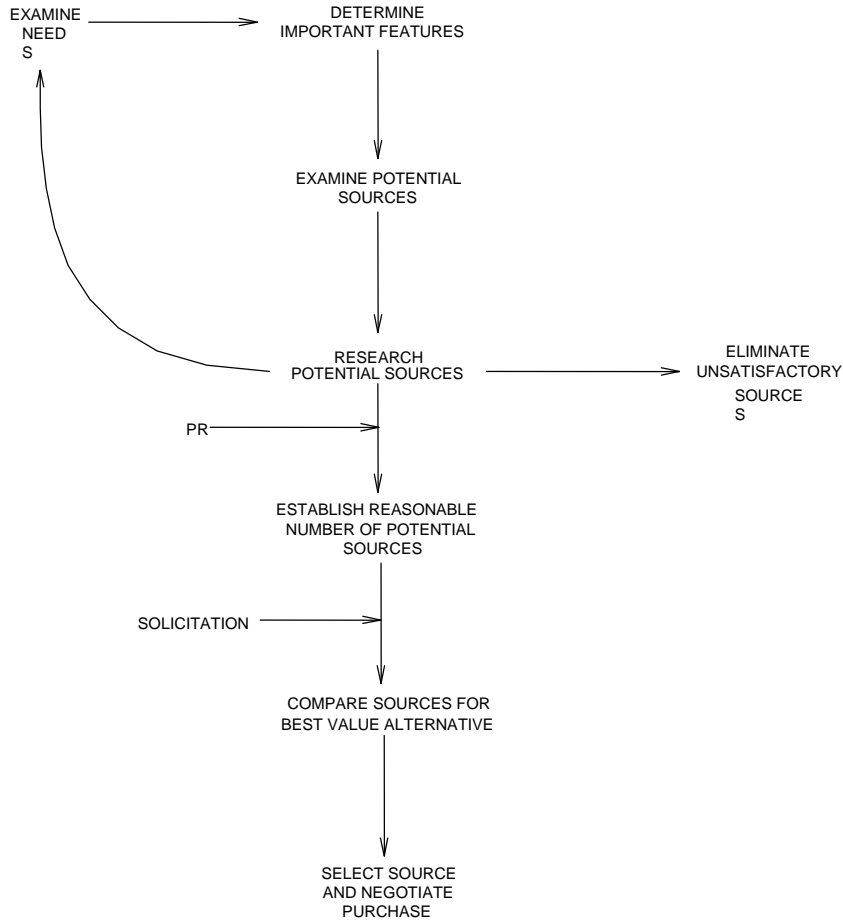 EXAMINE
NEED
S
DETERMINE
IMPORTANT FEATURES
EXAMINE POTENTIAL
SOURCES
RESEARCH
POTENTIAL SOURCES
ELIMINATE
UNSATISFACTORY
SOURCE
S
PR
ESTABLISH REASONABLE
NUMBER OF POTENTIAL
SOURCES
SOLICITATION
COMPARE SOURCES FOR
BEST VALUE ALTERNATIVE
SELECT SOURCE
AND NEGOTIATE
PURCHASE